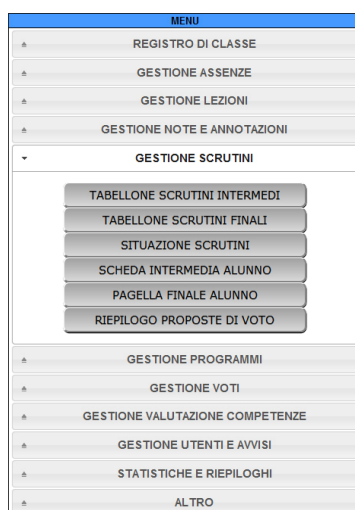 MENU
REGISTRO DI CLASSE
GESTIONE ASSENZE
GESTIONE LEZIONI
GESTIONE NOTE E ANNOTAZIONI
GESTIONE SCRUTINI
TABELLONE SCRUTINI INTERMEDI
TABELLONE SCRUTINI FINALI
SITUAZIONE SCRUTINI
SCHEDA INTERMEDIA ALUNNO
PAGELLA FINALE ALUNNO
RIEPILOGO PROPOSTE DI VOTO
GESTIONE PROGRAMMI
GESTIONE VOTI
GESTIONE VALUTAZIONE COMPETENZE
GESTIONE UTENTI E AVVISI
STATISTICHE E RIEPILOGHI
ALTRO